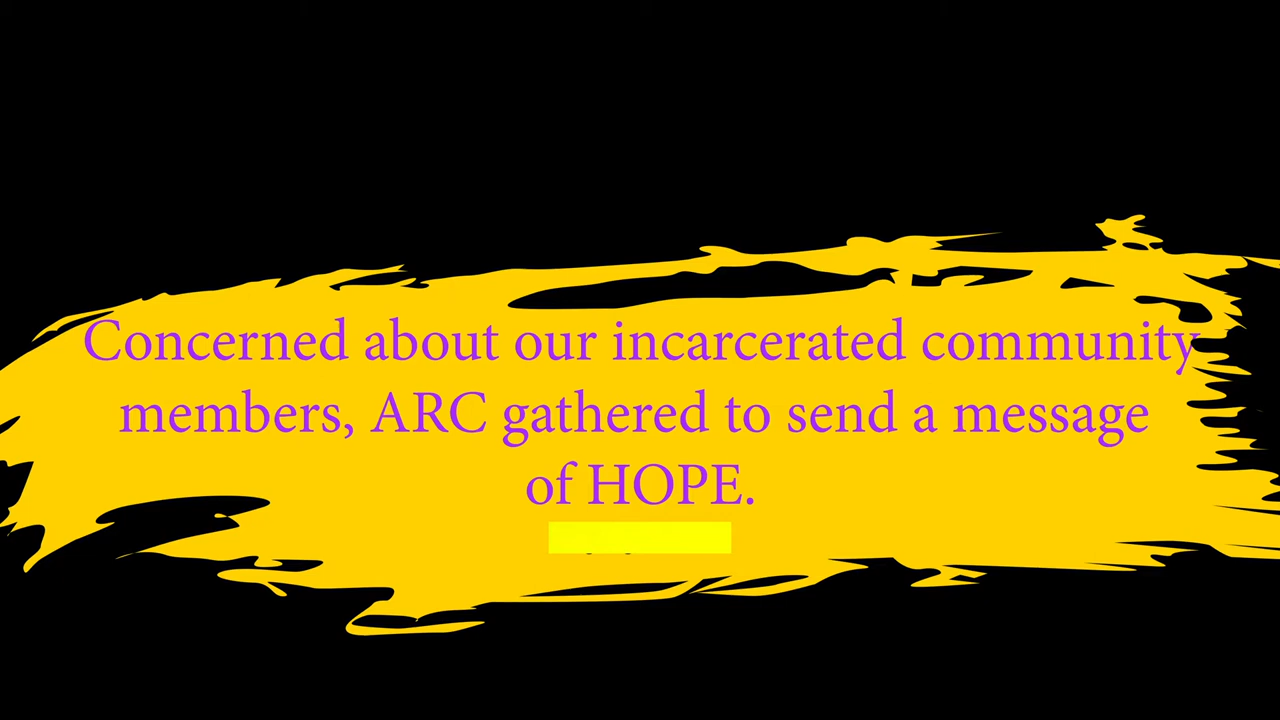 Concerned about our incarcerated community
members, ARC gathered to send a message
of HOPE.